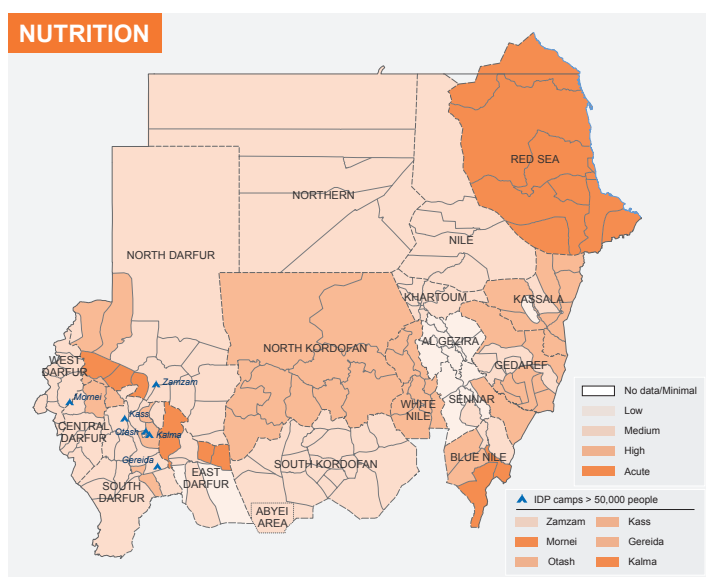 NUTRITION
RED SEA
NORTHERN
NILE
NORTH DARFUR
KHARTOUM
KASSALA
AL GEZIRA
NORTH KORDOFAN
GEDAREF
WEST
DARFUR
Zamzam
Mornei
Kass
WHITE
NILE
SENNAR
CENTRAL
DARFUR
Otash
Kalma
Gereida
BLUE NILE
SOUTH KORDOFAN
EAST
DARFUR
SOUTH
DARFUR
ABYEI
AREA
No data/Minimal
Low
Medium
High
Acute
IDP camps > 50,000 people
Zamzam Kass
Mornei Gereida
Otash Kalma